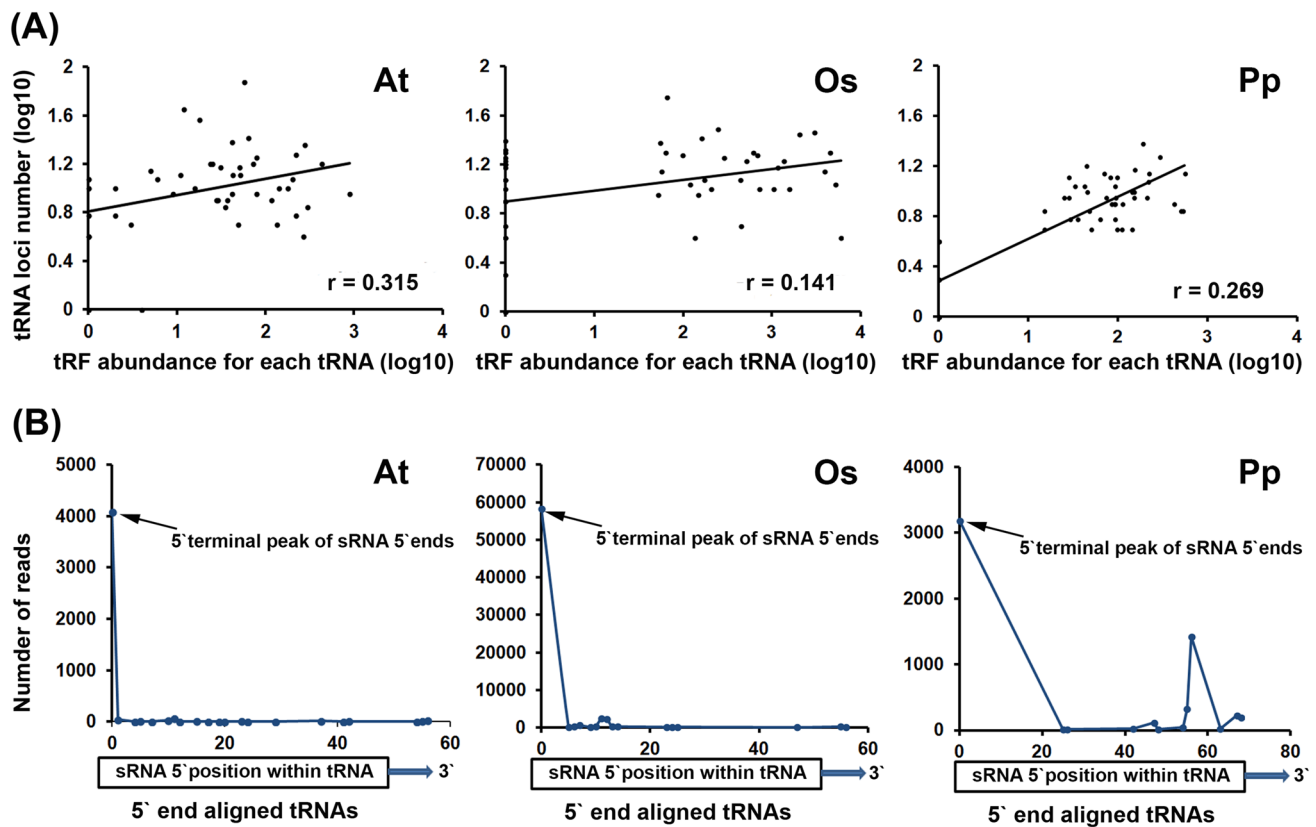 (A)
At
Os
Pp
tRNA loci number (log10)
2
1.6
1.2
0.8
0.4
0
r = 0.315
0 1 2 3 4
tRF abundance for each tRNA (log10)
2
1.6
1.2
0.8
0.4
0
r = 0.141
0 1 2 3 4
tRF abundance for each tRNA (log10)
2
1.6
1.2
0.8
0.4
0
r = 0.269
0 1 2 3 4
tRF abundance for each tRNA (log10)
(B)
At
Numder of reads
5000
4000
3000
2000
1000
0
5`terminal peak of sRNA 5`ends
0 20 40 60
sRNA 5`position within tRNA 3`
5` end aligned tRNAs
Os
70000
60000
50000
40000
30000
20000
10000
0
5`terminal peak of sRNA 5`ends
0 20 40 60
sRNA 5`position within tRNA 3`
5` end aligned tRNAs
Pp
4000
3000
2000
1000
0
5`terminal peak of sRNA 5`ends
0 20 40 60 80
sRNA 5`position within tRNA 3`
5` end aligned tRNAs